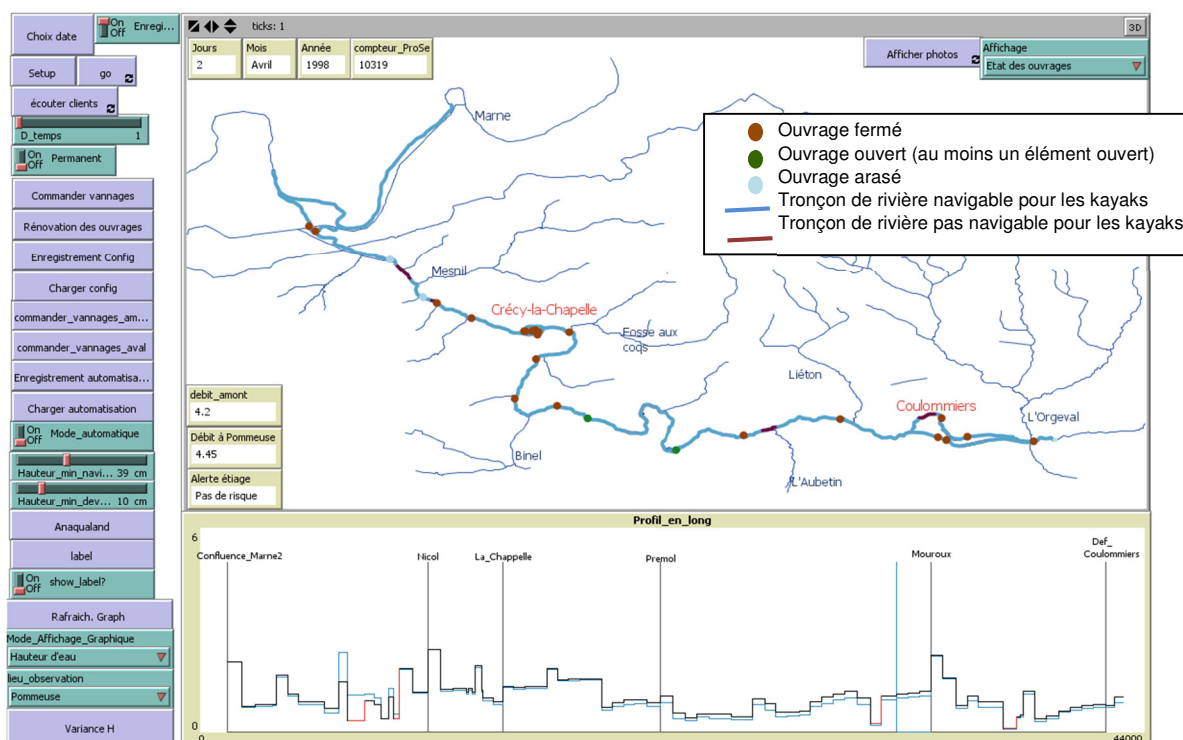 Choix date
On
Off
Enregi...
Setup
go
écouter clients
D_temps 1
On
Off
Permanent
Commander vannages
Rénovation des ouvrages
Enregistrement Config
Charger config
commander_vannages_am...
commander_vannages_aval
Enregistrement automatisa...
Charger automatisation
On
Off
Mode_automatique
Hauteur_min_navi... 39 cm
Hauteur_min_dev... 10 cm
Anaqualand
label
On
Off
show_label?
Rafraich. Graph
Mode_Affichage_Graphique
Hauteur d'eau
lieu_observation
Pommeuse
Variance H
ticks: 1
3D
Jours
2
Mois
Avril
Année
1998
compteur_ProSe
10319
Afficher photos
Affichage
Etat des ouvrages
Ouvrage fermé
Ouvrage ouvert (au moins un élément ouvert)
Ouvrage arasé
Tronçon de rivière navigable pour les kayaks
Tronçon de rivière pas navigable pour les kayaks
Marne
Mesnil
Crécy-la-Chapelle
Fosse aux
coqs
Liéton
Coulommiers
L'Orgeval
Binel
L'Aubetin
debit_amont
4.2
Débit à Pommeuse
4.45
Alerte étiage
Pas de risque
Profil_en_long
6
0
Confluence_Marne2
Nicol
La_Chappelle
Premol
Mouroux
Def_
Coulommiers
0
44000